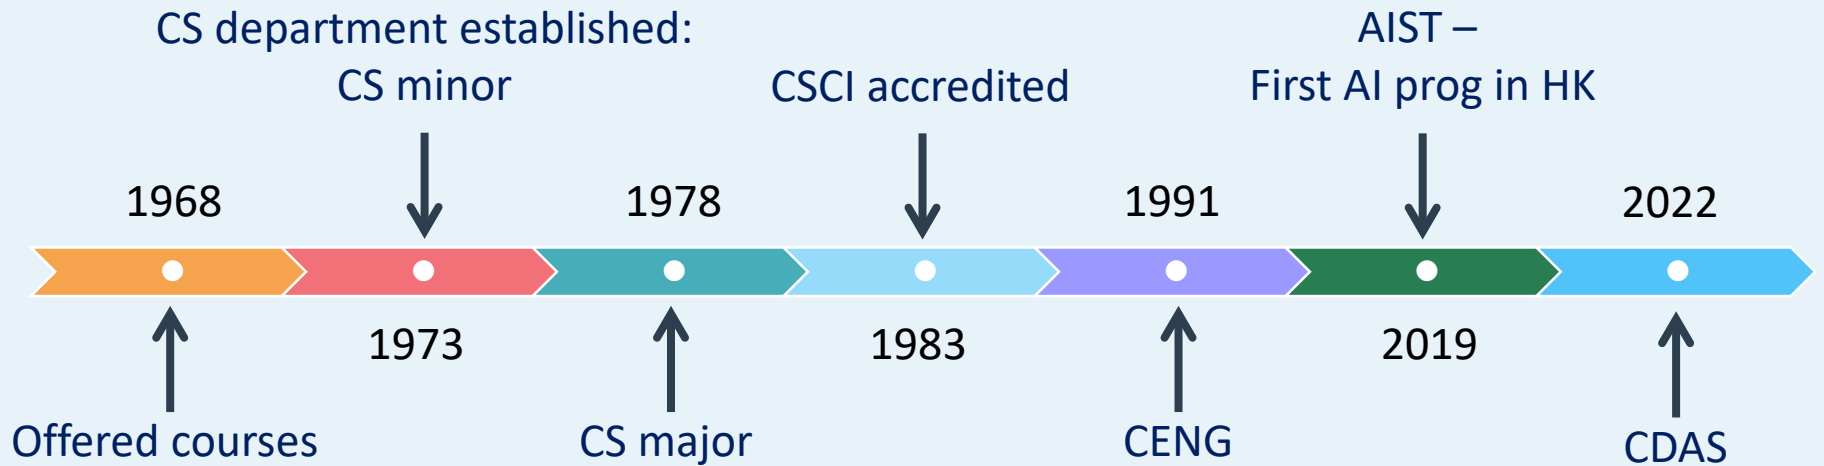 CS department established:
CS minor
CSCI accredited
AIST –
First AI prog in HK
1968
1978
1991
2022
1973
1983
2019
Offered courses
CS major
CENG
CDAS